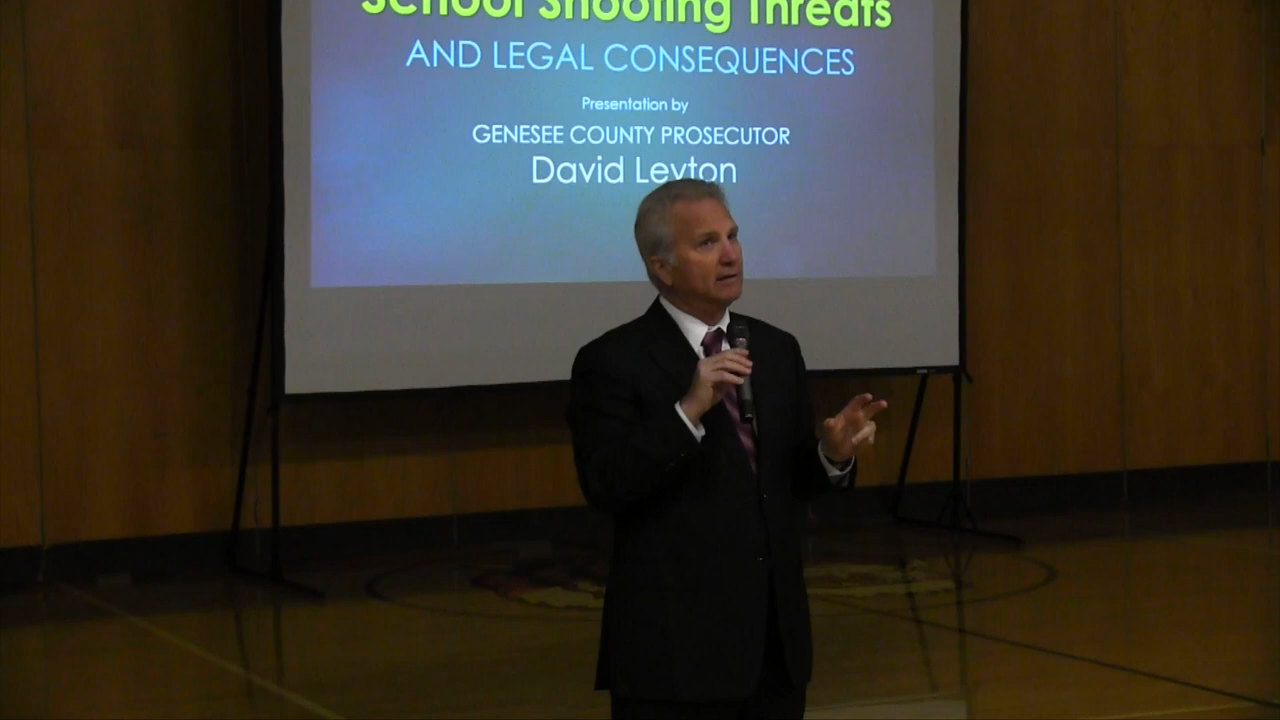 School Shooting Threats
AND LEGAL CONSEQUENCES
Presentation by
GENESEE COUNTY PROSECUTOR
David Leyton